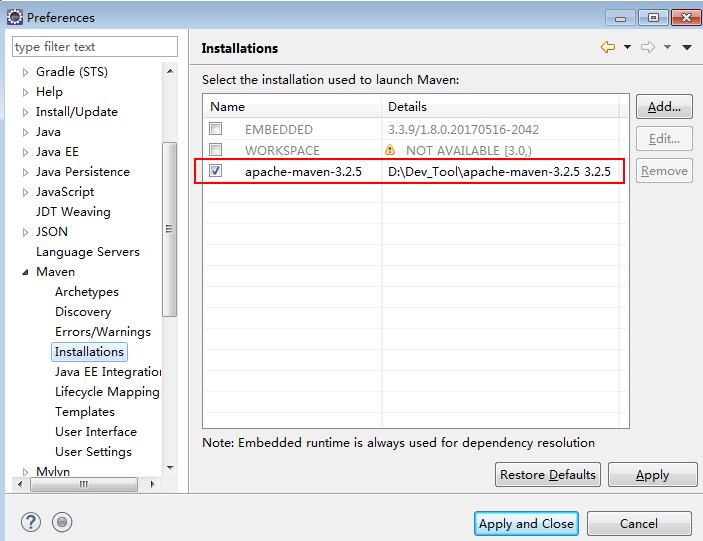 Preferences
type filter text
Gradle (STS)
Help
Install/Update
Java
Java EE
Java Persistence
JavaScript
JDT Weaving
JSON
Language Servers
Maven
Archetypes
Discovery
Errors/Warnings
Installations
Java EE Integration
Lifecycle Mapping
Templates
User Interface
User Settings
Mylyn
Installations
Select the installation used to launch Maven:
Name Details
EMBEDDED 3.3.9/1.8.0.20170516-2042
WORKSPACE NOT AVAILABLE [3.0,)
apache-maven-3.2.5 D:\Dev_Tool\apache-maven-3.2.5 3.2.5
Add...
Edit...
Remove
Note: Embedded runtime is always used for dependency resolution
Restore Defaults Apply
Apply and Close Cancel